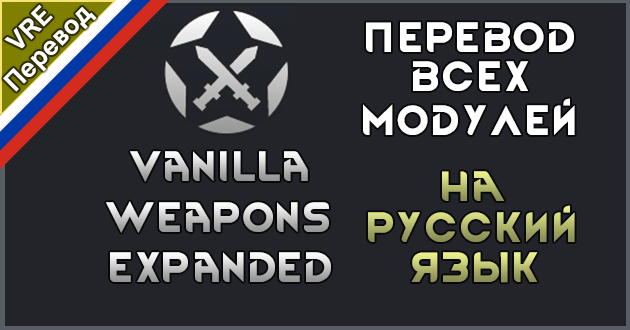 VRE
Перевод
VANILLA
WEAPONS
EXPANDED
ПЕРЕВОД
ВСЕХ
МОДУЛЕЙ
НА
РУССКИЙ
ЯЗЫК